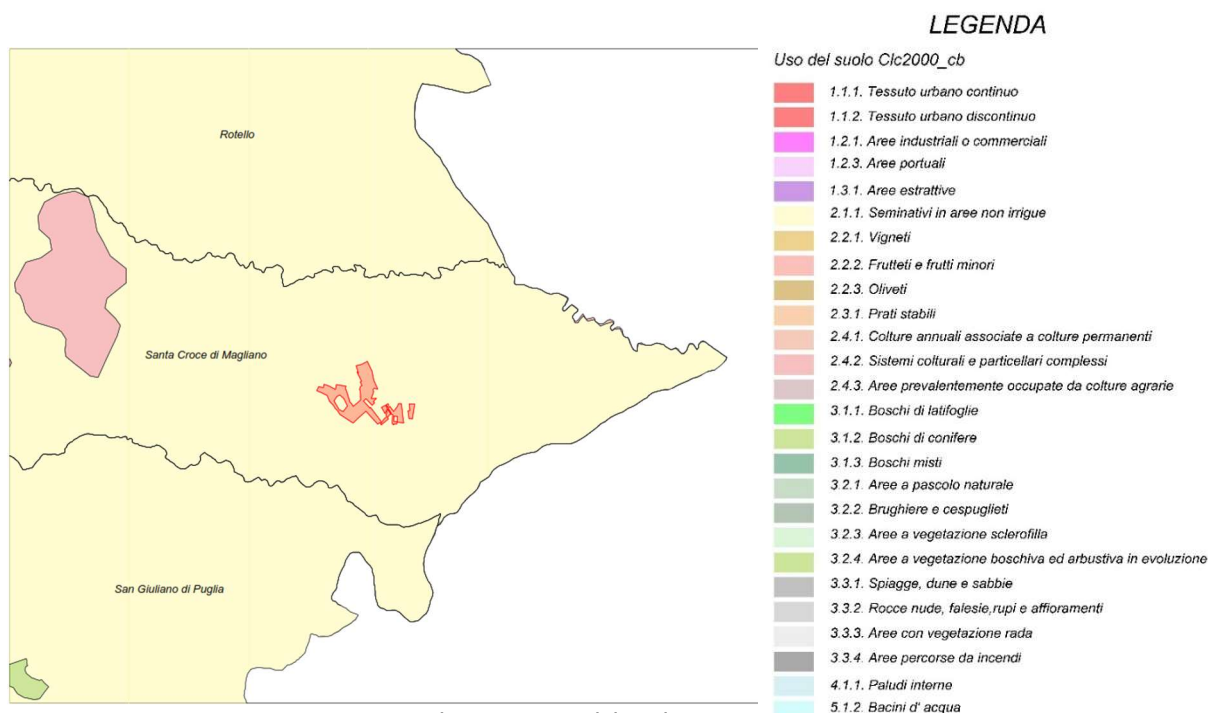 LEGENDA
Uso del suolo Clc2000_cb
1.1.1. Tessuto urbano continuo
1.1.2. Tessuto urbano discontinuo
1.2.1. Aree industriali o commerciali
1.2.3. Aree portuali
1.3.1. Aree estrattive
2.1.1. Seminativi in aree non irrigue
2.2.1. Vigneti
2.2.2. Frutteti e frutti minori
2.2.3. Oliveti
2.3.1. Prati stabili
2.4.1. Colture annuali associate a colture permanenti
2.4.2. Sistemi colturali e particellari complessi
2.4.3. Aree prevalentemente occupate da colture agrarie
3.1.1. Boschi di latifoglie
3.1.2. Boschi di conifere
3.1.3. Boschi misti
3.2.1. Aree a pascolo naturale
3.2.2. Brughiere e cespuglieti
3.2.3. Aree a vegetazione sclerofilla
3.2.4. Aree a vegetazione boschiva ed arbustiva in evoluzione
3.3.1. Spiagge, dune e sabbie
3.3.2. Rocce nude, falesie,rupi e affioramenti
3.3.3. Aree con vegetazione rada
3.3.4. Aree percorse da incendi
4.1.1. Paludi interne
5.1.2. Bacini d' acqua
Rotello
Santa Croce di Magliano
San Giuliano di Puglia